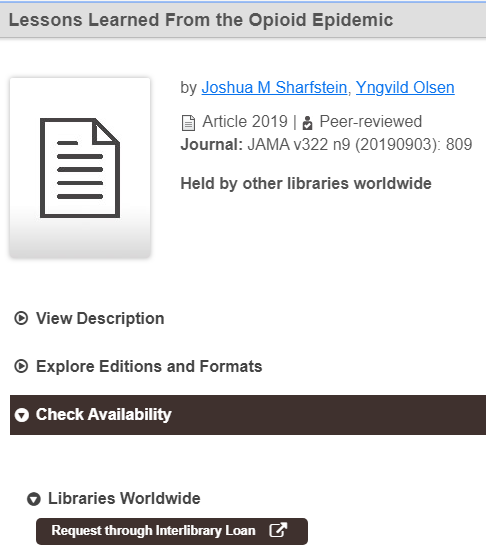 Lessons Learned From the Opioid Epidemic
by Joshua M Sharfstein, Yngvild Olsen
Article 2019 | Peer-reviewed
Journal: JAMA v322 n9 (20190903): 809
Held by other libraries worldwide
View Description
Explore Editions and Formats
Check Availability
Libraries Worldwide
Request through Interlibrary Loan